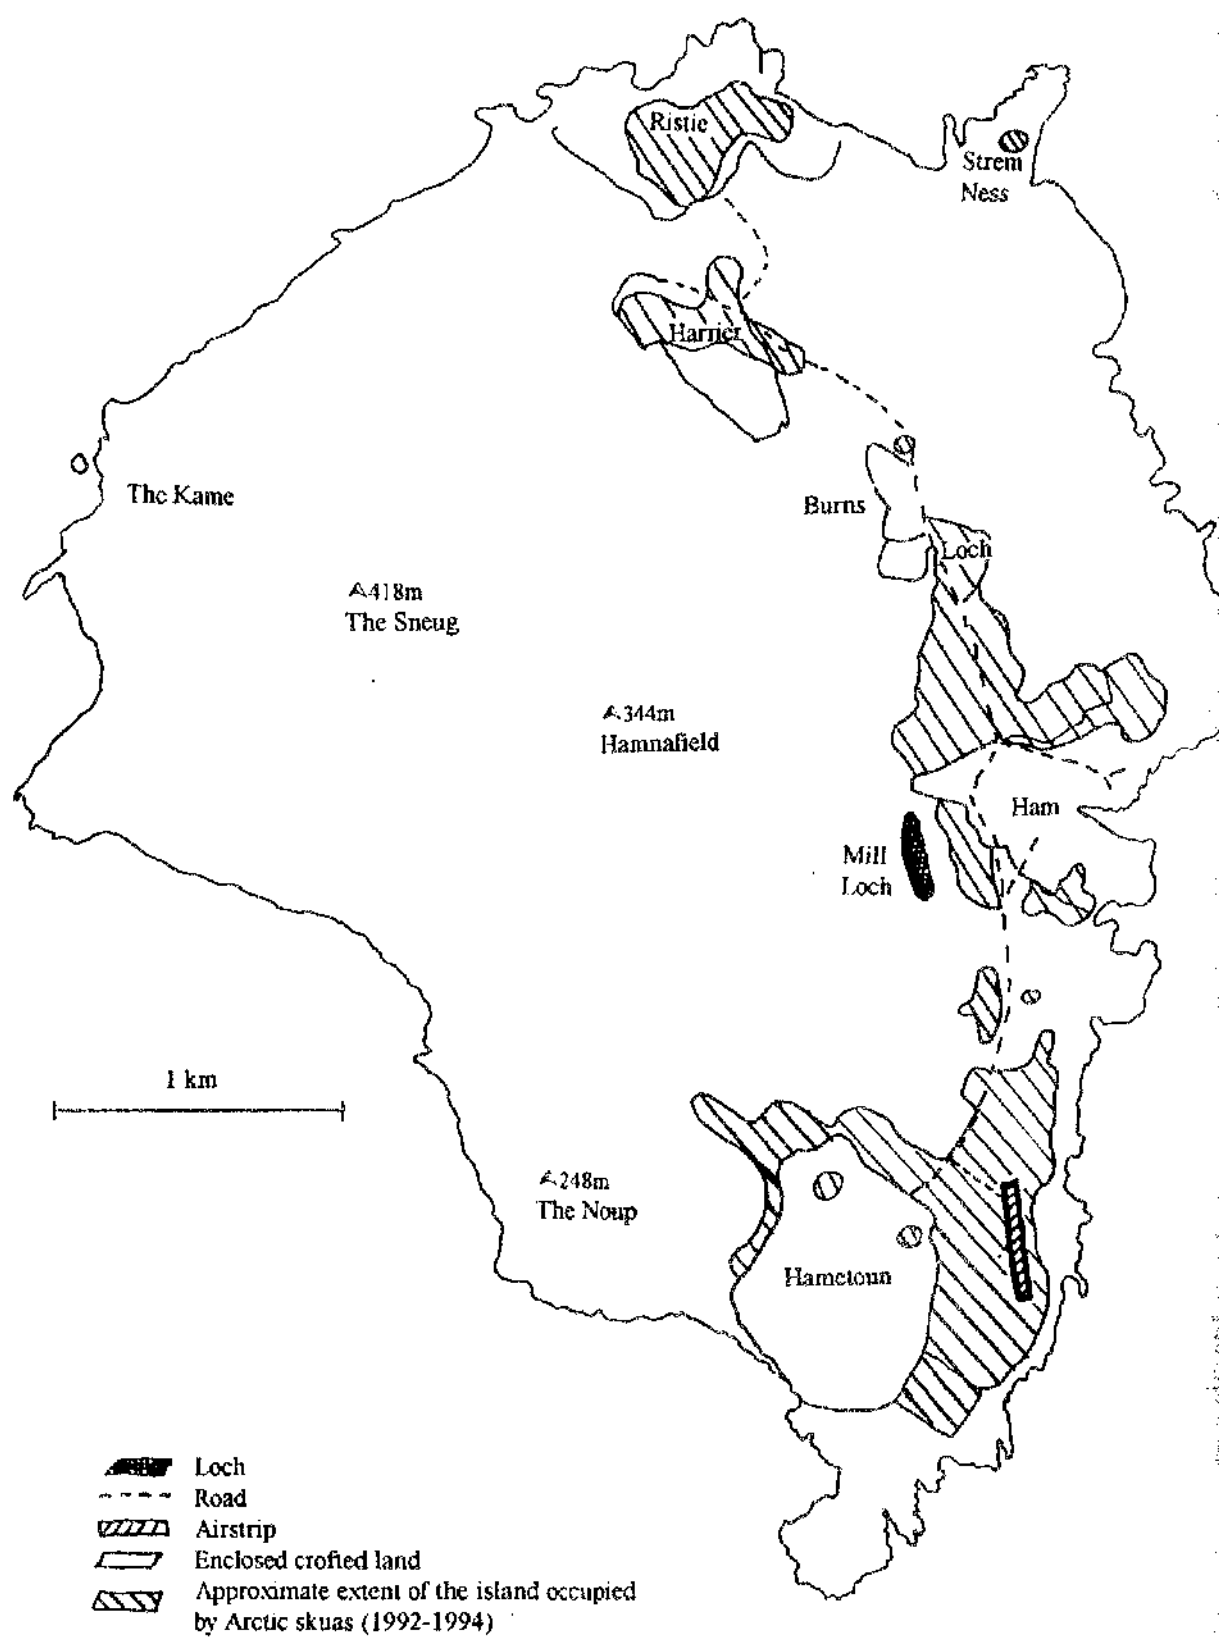 Ristie
Strem
Ness
Harrier
The Kame
Burns
Loch
418m
The Sneug
344m
Hamnafield
Ham
Mill
Loch
1 km
248m
The Noup
Hametoun
Loch
Road
Airstrip
Enclosed crofted land
Approximate extent of the island occupied
by Arctic skuas (1992-1994)